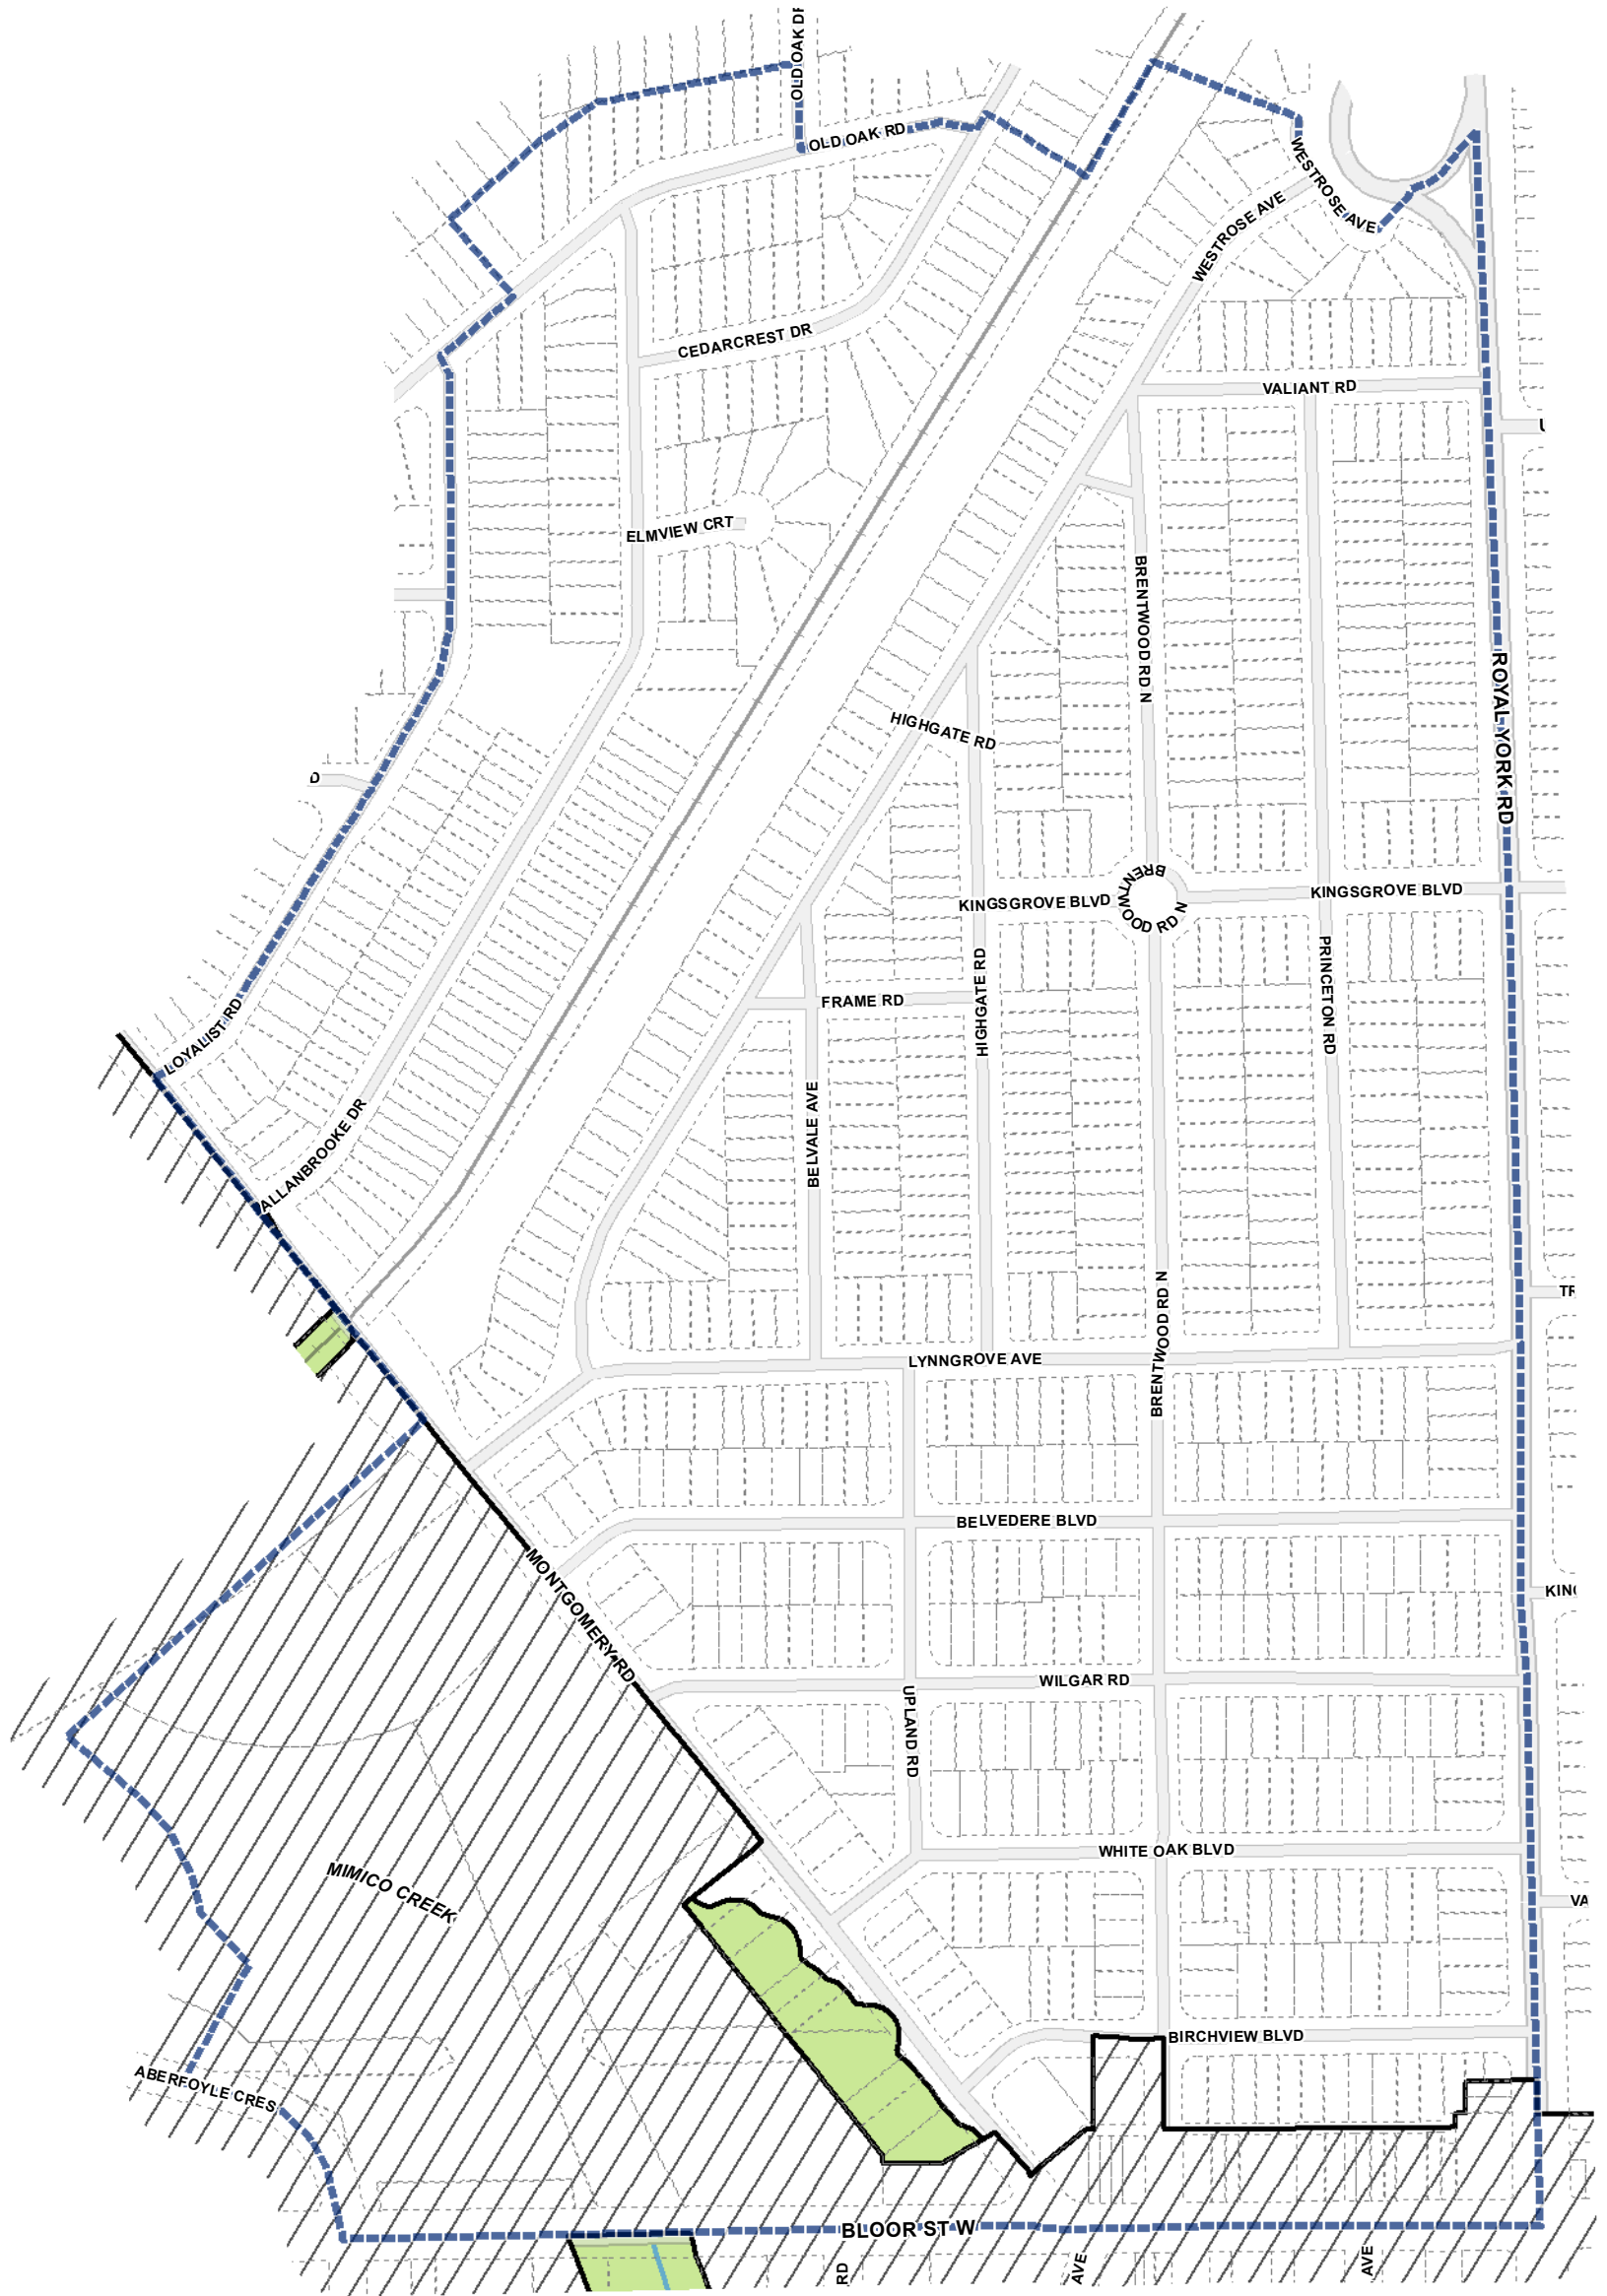 OLD OAK DR
OLD OAK RD
WESTROSE AVE
WESTROSE AVE
CEDARCREST DR
VALIANT RD
ELMVIEW CRT
BRENTWOOD RD N
ROYAL YORK RD
HIGHGATE RD
D
KINGSGROVE BLVD
BRENTWOOD RD N
KINGSGROVE BLVD
FRAME RD
HIGHGATE RD
PRINCETON RD
LOYALIST RD
BELVALE AVE
ALLANBROOKE DR
TR
BRENTWOOD RD N
LYNNGROVE AVE
BELVEDERE BLVD
MONTGOMERY RD
KING
WILGAR RD
UPLAND RD
WHITE OAK BLVD
MIMICO CREEK
VA
BIRCHVIEW BLVD
ABERFOYLE CRES
BLOOR ST W
RD
AVE
AVE